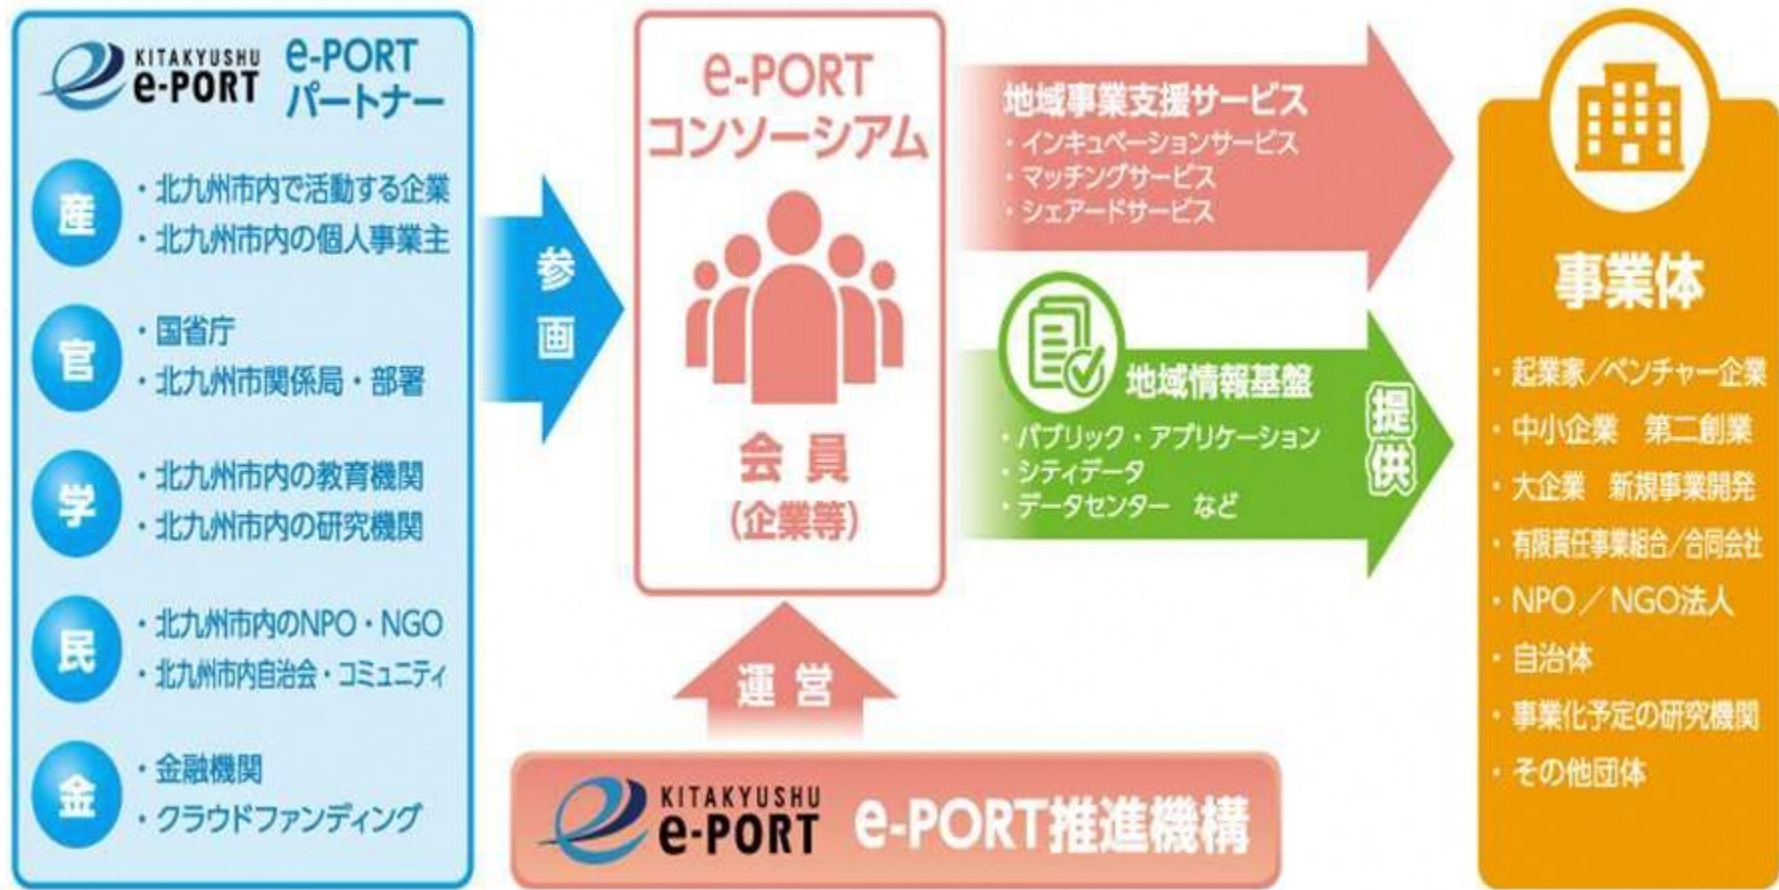 KITAKYUSHU
e-PORT
e-PORT
パートナー
産
・北九州市内で活動する企業
・北九州市内の個人事業主
官
・国省庁
・北九州市関係局・部署
学
・北九州市内の教育機関
・北九州市内の研究機関
民
・北九州市内のNPO・NGO
・北九州市内自治会・コミュニティ
金
・金融機関
・クラウドファンディング
参画
e-PORT
コンソーシアム
会員
(企業等)
運営
KITAKYUSHU
e-PORT
e-PORT推進機構
地域事業支援サービス
・インキュベーションサービス
・マッチングサービス
・シェアードサービス
地域情報基盤
・パブリック・アプリケーション
・シティデータ
・データセンター など
提供
事業体
・起業家／ベンチャー企業
・中小企業 第二創業
・大企業 新規事業開発
・有限責任事業組合／合同会社
・NPO／NGO法人
・自治体
・事業化予定の研究機関
・その他団体